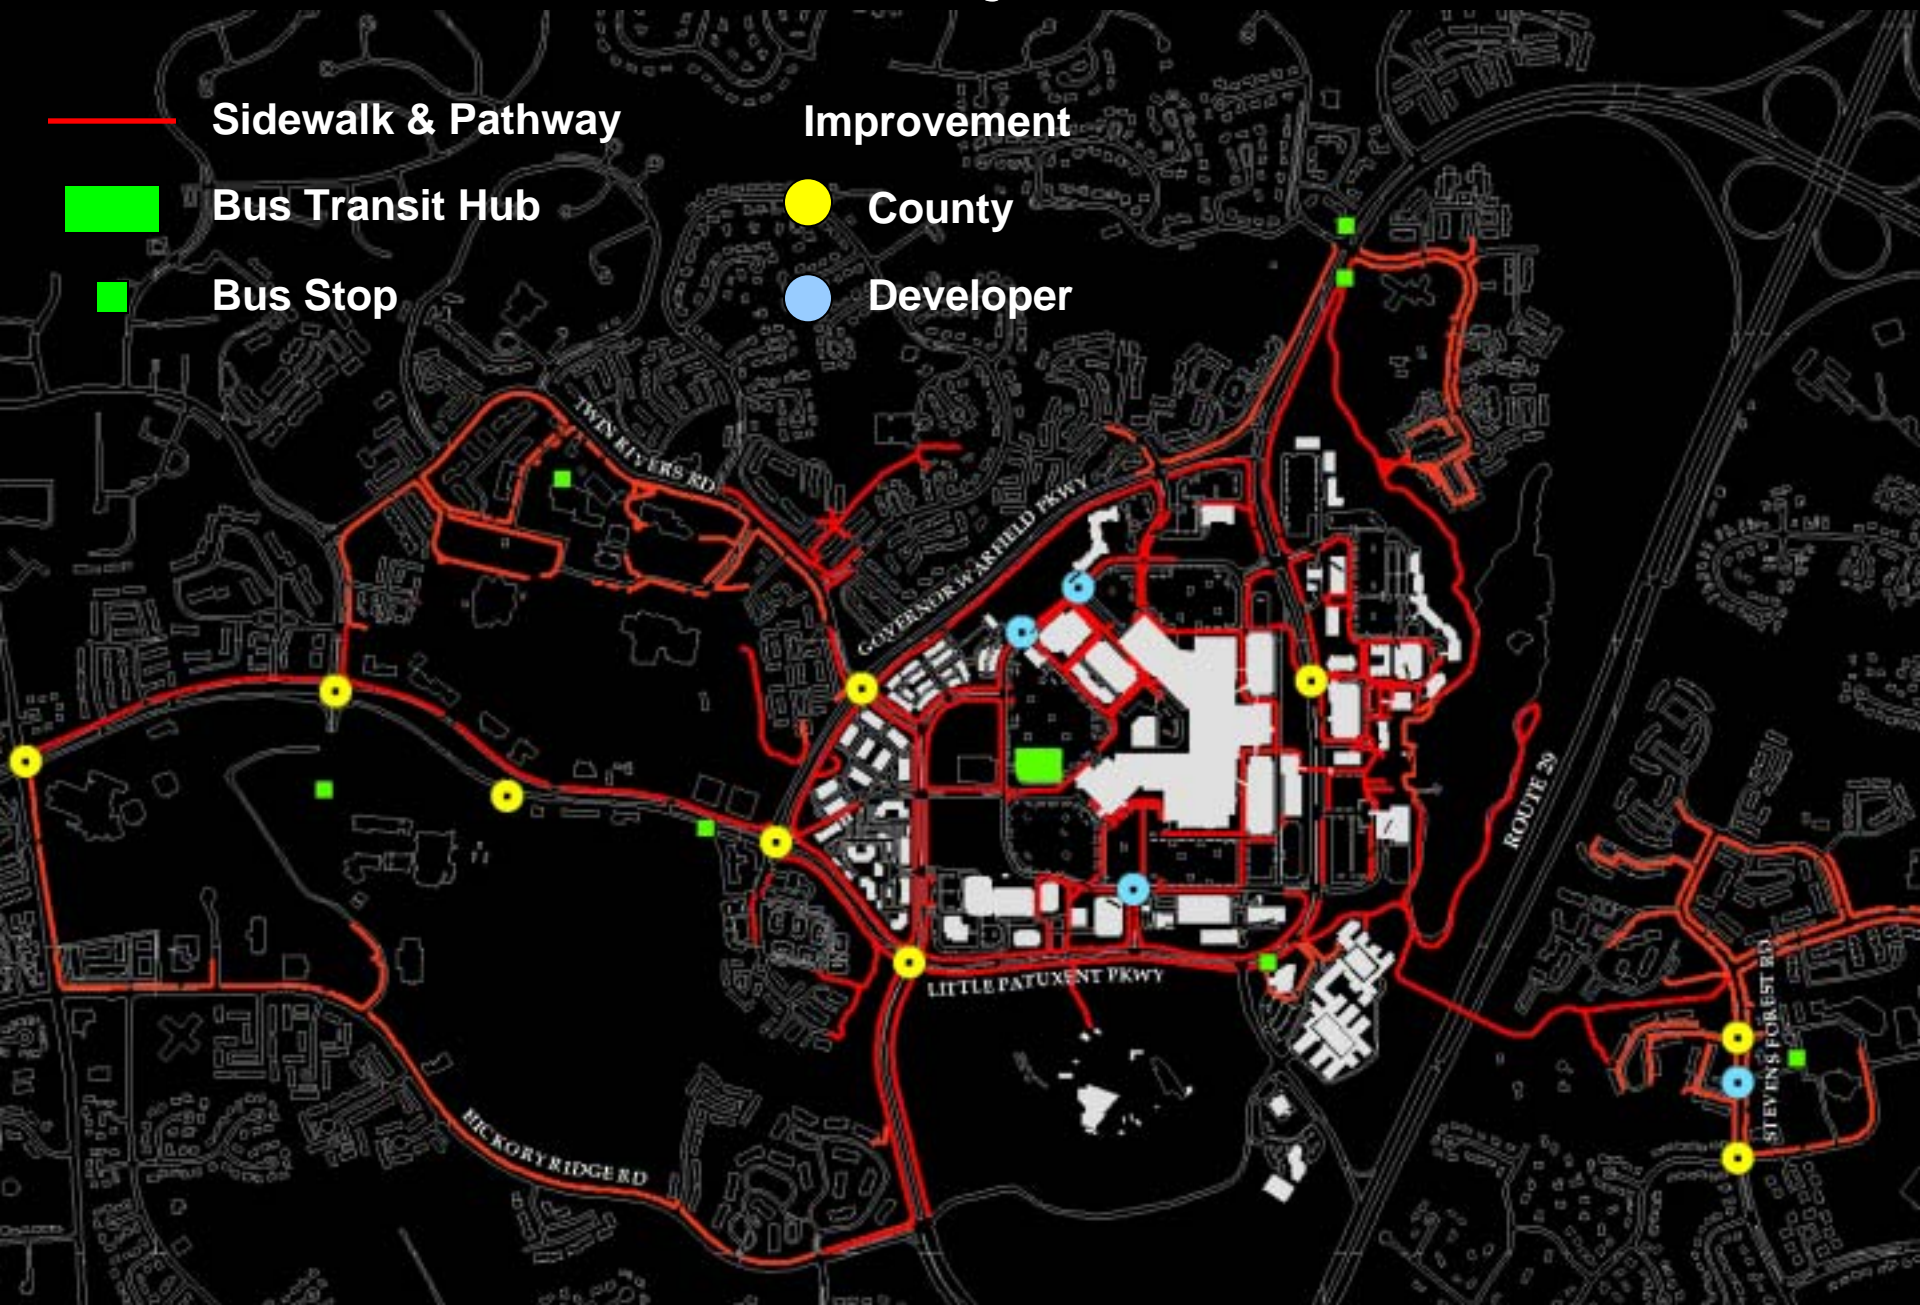 Sidewalk & Pathway
Improvement
Bus Transit Hub
County
Bus Stop
Developer
TWIN RIVERS RD
GOVERNOR WARFIELD PKWY
ROUTE 29
LITTLE PATUXENT PKWY
STEVENS FOREST RD
HICKORY RIDGE RD